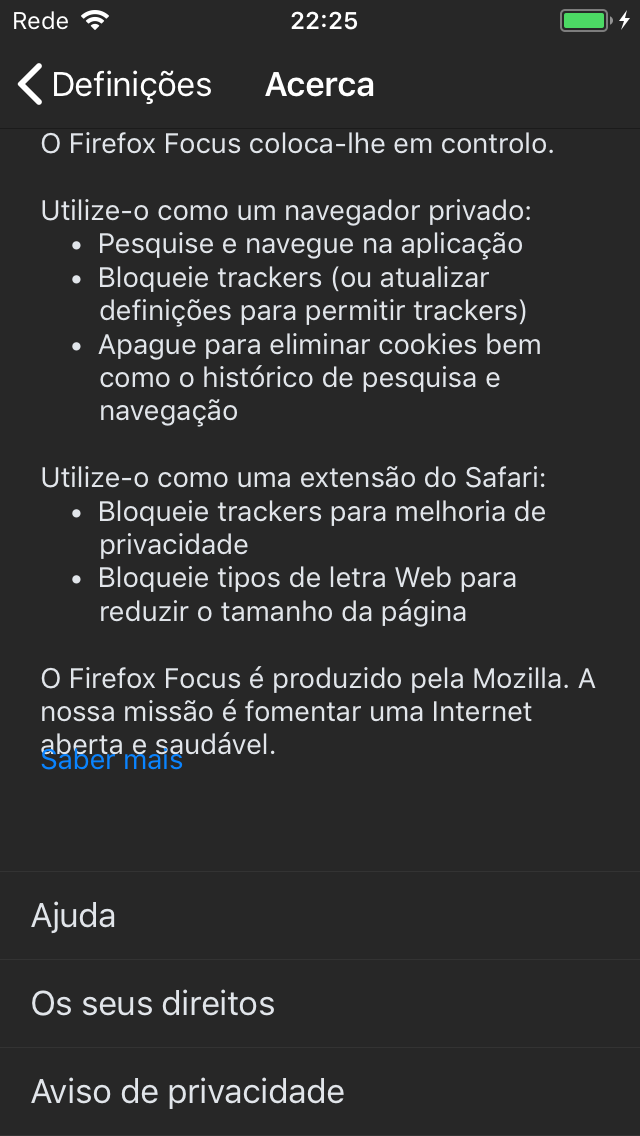 Rede 22:25
Definições Acerca
O Firefox Focus coloca-lhe em controlo.
Utilize-o como um navegador privado:
• Pesquise e navegue na aplicação
• Bloqueie trackers (ou atualizar
definições para permitir trackers)
• Apague para eliminar cookies bem
como o histórico de pesquisa e
navegação
Utilize-o como uma extensão do Safari:
• Bloqueie trackers para melhoria de
privacidade
• Bloqueie tipos de letra Web para
reduzir o tamanho da página
O Firefox Focus é produzido pela Mozilla. A
nossa missão é fomentar uma Internet
aberta e saudável.
Saber mais
Ajuda
Os seus direitos
Aviso de privacidade